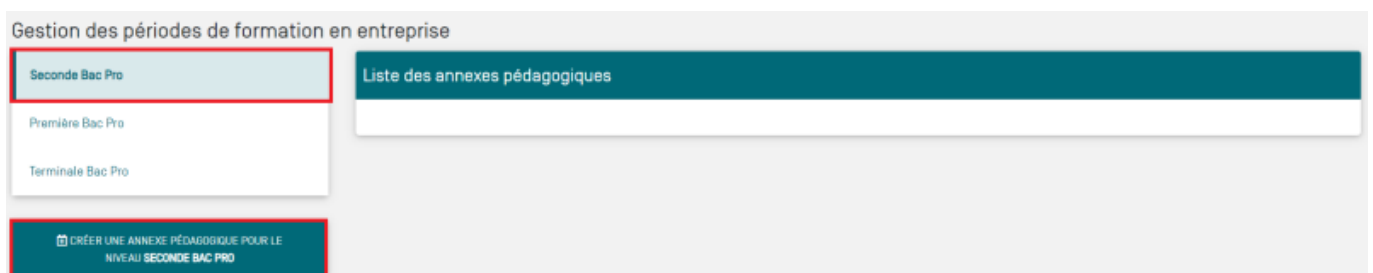 Gestion des périodes de formation en entreprise
Seconde Bac Pro
Liste des annexes pédagogiques
Première Bac Pro
Terminale Bac Pro
CRÉER UNE ANNEXE PÉDAGOGIQUE POUR LE
NIVEAU SECONDE BAC PRO